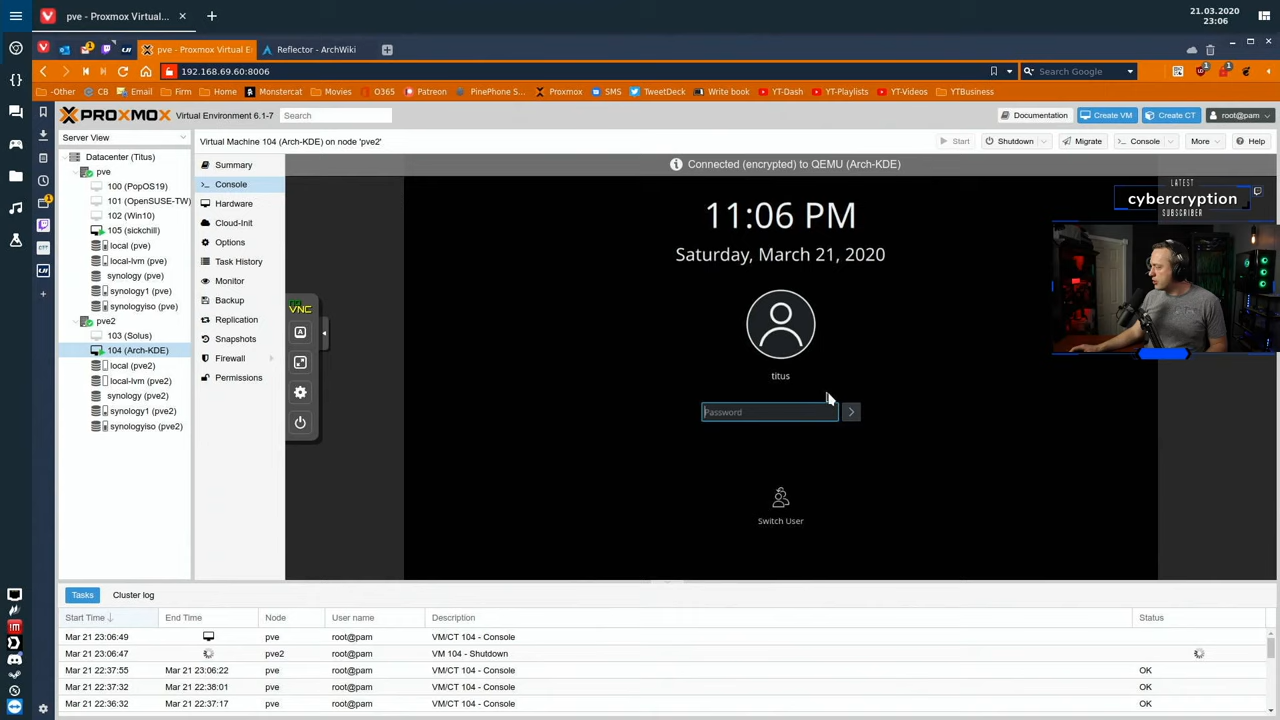 pve - Proxmox Virtual...
21.03.2020
23:06
pve - Proxmox Virtual E
Reflector - ArchWiki
192.168.69.60:8006
Search Google
-Other
CB
Email
Firm
Home
Monstercat
Movies
O365
Patreon
PinePhone S...
Proxmox
SMS
TweetDeck
Write book
YT-Dash
YT-Playlists
YT-Videos
YTBusiness
PROXMOX
Virtual Environment 6.1-7
Search
Documentation
Create VM
Create CT
root@pam
Server View
Virtual Machine 104 (Arch-KDE) on node 'pve2'
Start
Shutdown
Migrate
Console
More
Help
Datacenter (Titus)
pve
100 (PopOS19)
101 (OpenSUSE-TW)
102 (Win10)
105 (sickchill)
local (pve)
local-lvm (pve)
synology (pve)
synology1 (pve)
synologyiso (pve)
pve2
103 (Solus)
104 (Arch-KDE)
local (pve2)
local-lvm (pve2)
synology (pve2)
synology1 (pve2)
synologyiso (pve2)
Summary
Console
Hardware
Cloud-Init
Options
Task History
Monitor
Backup
Replication
Snapshots
Firewall
Permissions
Connected (encrypted) to QEMU (Arch-KDE)
VNC
A
11:06 PM
Saturday, March 21, 2020
titus
Password
Switch User
LATEST
cybercryption
SUBSCRIBER
Tasks
Cluster log
Start Time
End Time
Node
User name
Description
Status
Mar 21 23:06:49
pve
root@pam
VM/CT 104 - Console
Mar 21 23:06:47
pve2
root@pam
VM 104 - Shutdown
Mar 21 22:37:55
Mar 21 23:06:22
pve
root@pam
VM/CT 104 - Console
OK
Mar 21 22:37:32
Mar 21 22:38:01
pve
root@pam
VM/CT 104 - Console
OK
Mar 21 22:36:32
Mar 21 22:37:17
pve
root@pam
VM/CT 104 - Console
OK